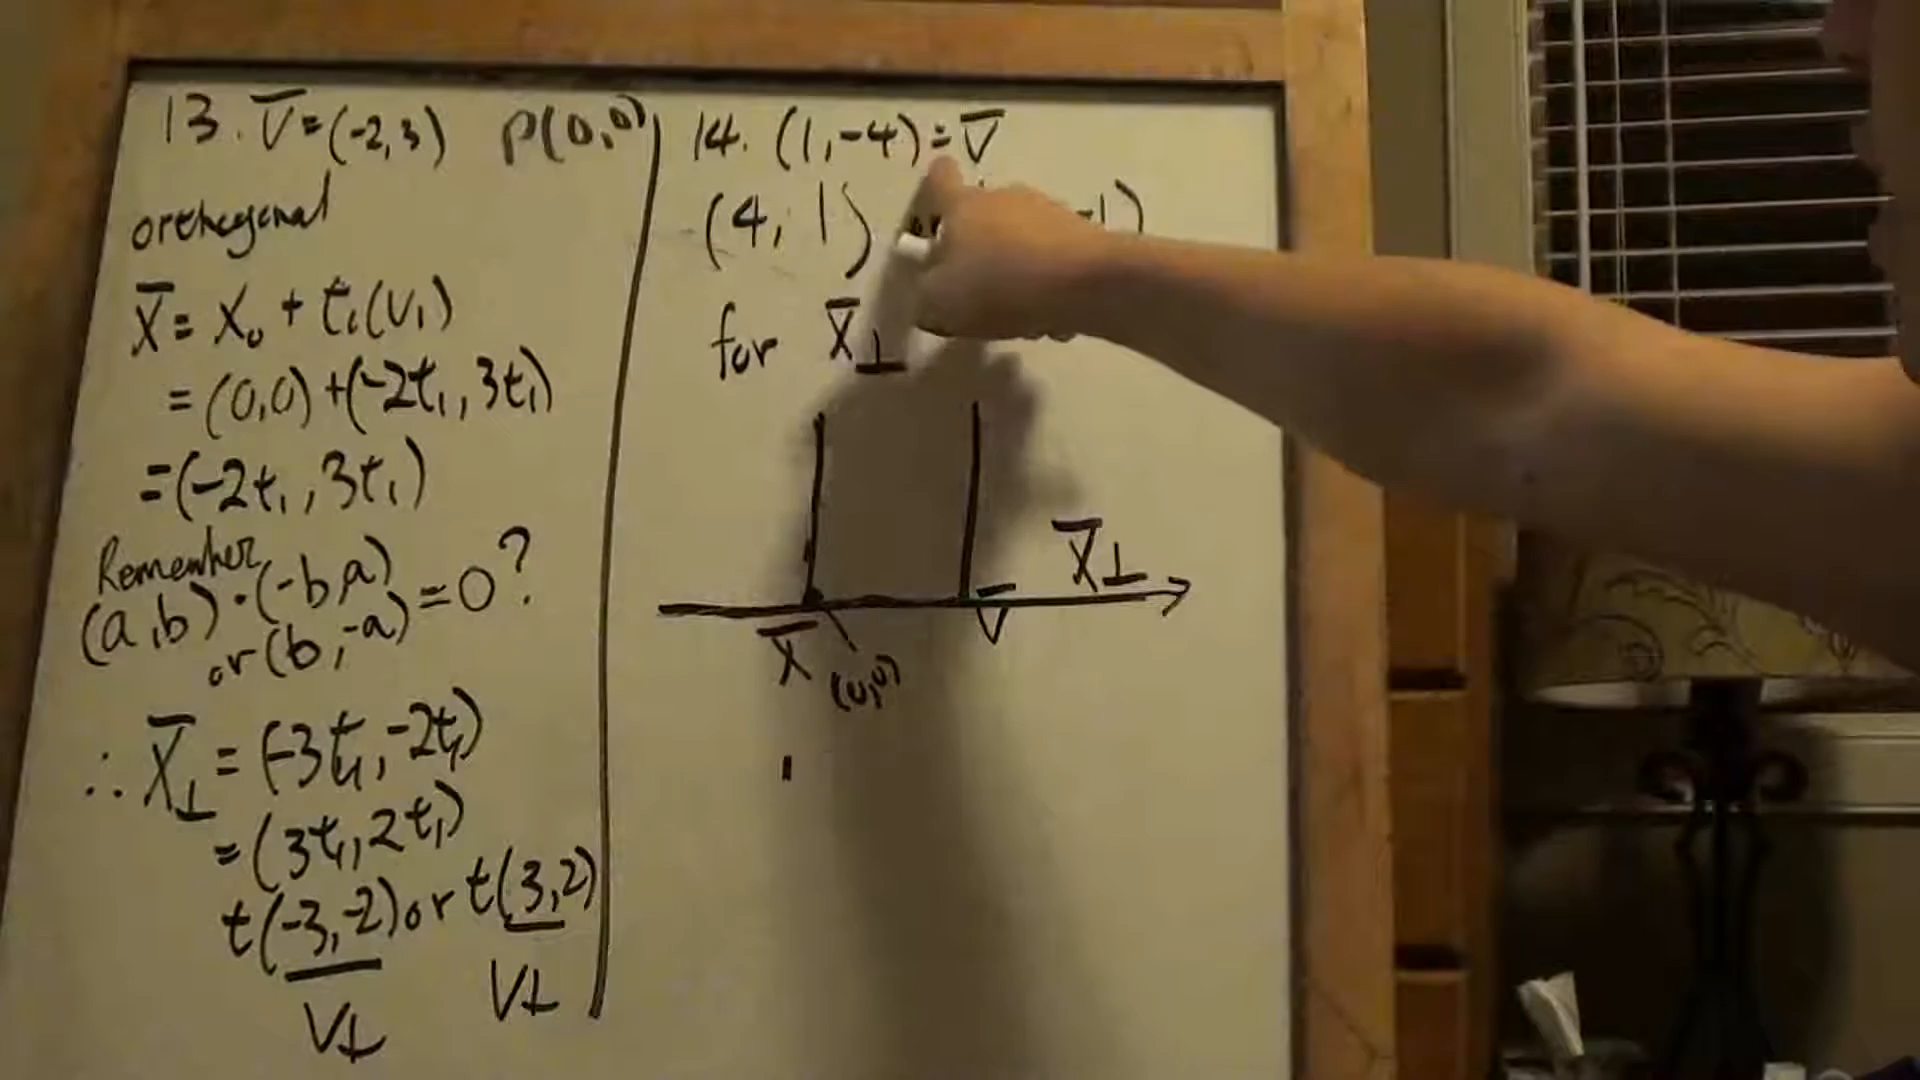 13. V̅=(-2,3) P(0,0)
orthogonal
X̅= X₀ + t₁(V₁)
=(0,0)+(-2t₁,3t₁)
=(-2t₁,3t₁)
Remember
(a,b)·(-b,a)
or(b,-a)=0?
∴ X̅⊥ = (-3t₁,-2t₁)
=(3t₁,2t₁)
t(-3,-2) or t(3,2)
V⊥ V⊥
14. (1,-4)=V̅
(4,1) -1)
for X̅⊥
X̅⊥
X̅ V̅
(0,0)